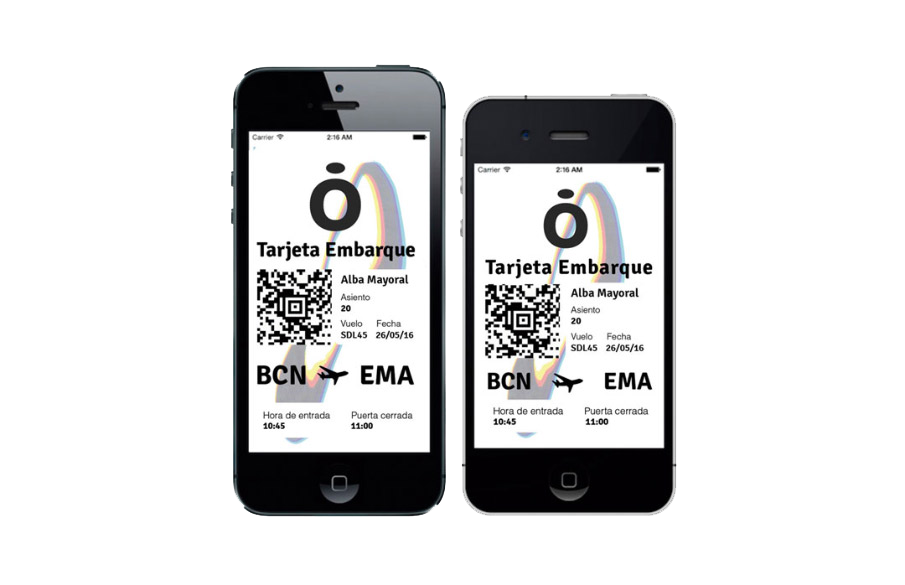 Carrier 2:16 AM
Ȯ
Tarjeta Embarque
Alba Mayoral
Asiento
20
Vuelo Fecha
SDL45 26/05/16
BCN EMA
Hora de entrada Puerta cerrada
10:45 11:00
Carrier 2:16 AM
Ȯ
Tarjeta Embarque
Alba Mayoral
Asiento
20
Vuelo Fecha
SDL45 26/05/16
BCN EMA
Hora de entrada Puerta cerrada
10:45 11:00